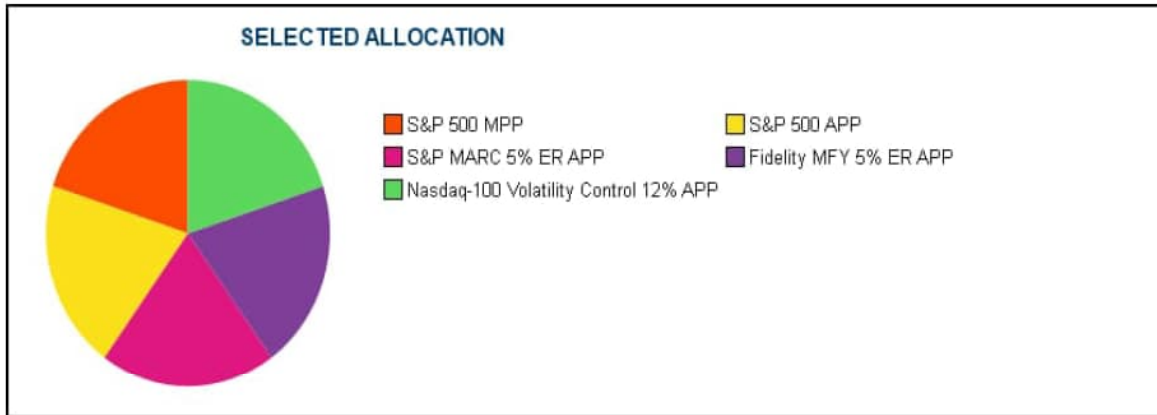 SELECTED ALLOCATION
S&P 500 MPP
S&P 500 APP
S&P MARC 5% ER APP
Fidelity MFY 5% ER APP
Nasdaq-100 Volatility Control 12% APP